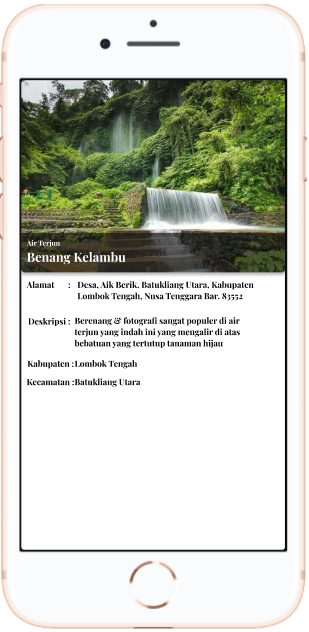 Air Terjun
Benang Kelambu
Alamat : Desa, Aik Berik, Batukliang Utara, Kabupaten
Lombok Tengah, Nusa Tenggara Bar. 83552
Deskripsi : Berenang & fotografi sangat populer di air
terjun yang indah ini yang mengalir di atas
bebatuan yang tertutup tanaman hijau
Kabupaten :Lombok Tengah
Kecamatan :Batukliang Utara